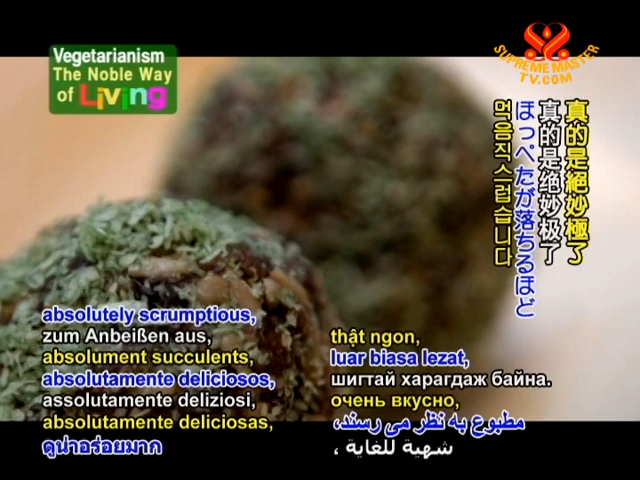 Vegetarianism
The Noble Way
of Living
SUPREME MASTER
TV.COM
真的是絕妙極了
真的是绝妙极了
ほっぺたが落ちるほど
먹음직스럽습니다
absolutely scrumptious,
zum Anbeißen aus,
absolument succulents,
absolutamente deliciosos,
assolutamente deliziosi,
absolutamente deliciosas,
ดูน่าอร่อยมาก
thật ngon,
luar biasa lezat,
шигтай харагдаж байна.
очень вкусно,
مطبوع به نظر می رسند،
شهية للغاية ،